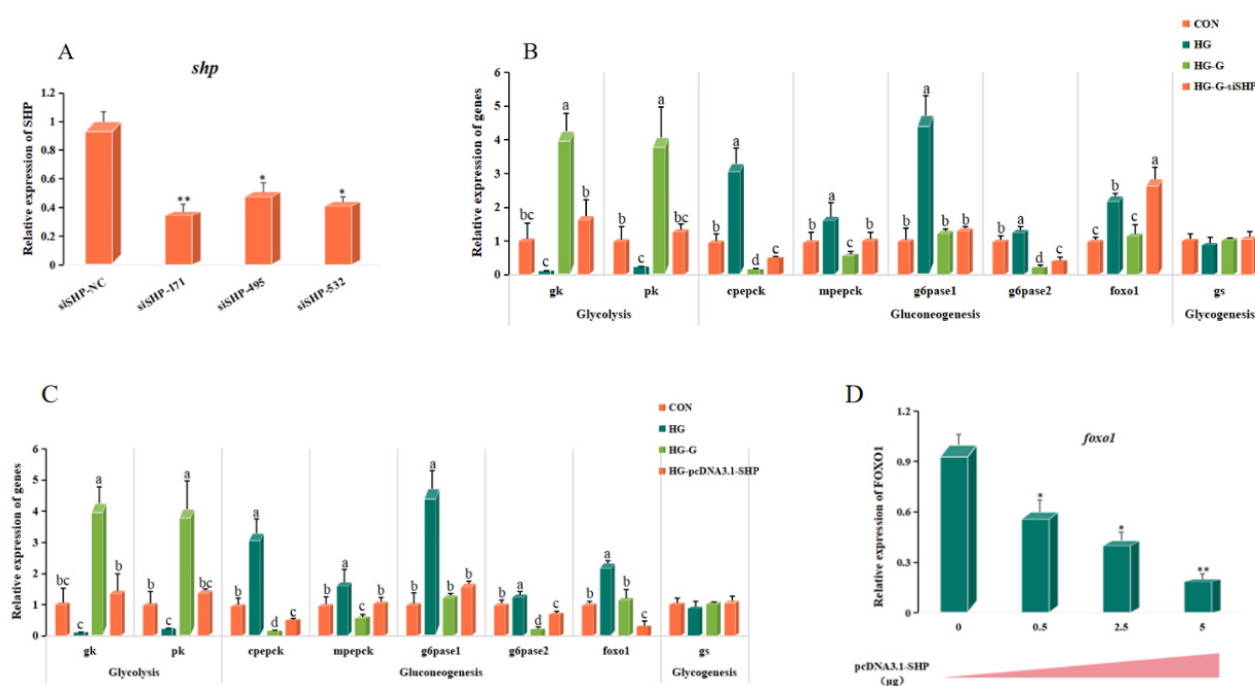 A
shp
Relative expression of SHP
1.2
1
0.8
0.6
0.4
0.2
0
** * *
siSHP-NC siSHP-171 siSHP-495 siSHP-532
B
CON
HG
HG-G
HG-G-siSHP
Relative expression of genes
6
5
4
3
2
1
0
bc c a b b c a bc b a d c b a c b b a b b b a d c c b c a
gk pk cpepck mpepck g6pase1 g6pase2 foxo1 gs
Glycolysis Gluconeogenesis Glycogenesis
C
CON
HG
HG-G
HG-pcDNA3.1-SHP
Relative expression of genes
6
5
4
3
2
1
0
bc c a b b c a bc b a d c b a c b b a b b b a d c b a b c
gk pk cpepck mpepck g6pase1 g6pase2 foxo1 gs
Glycolysis Gluconeogenesis Glycogenesis
D
foxo1
Relative expression of FOXO1
1.2
0.9
0.6
0.3
0
* * **
0 0.5 2.5 5
pcDNA3.1-SHP
(μg)